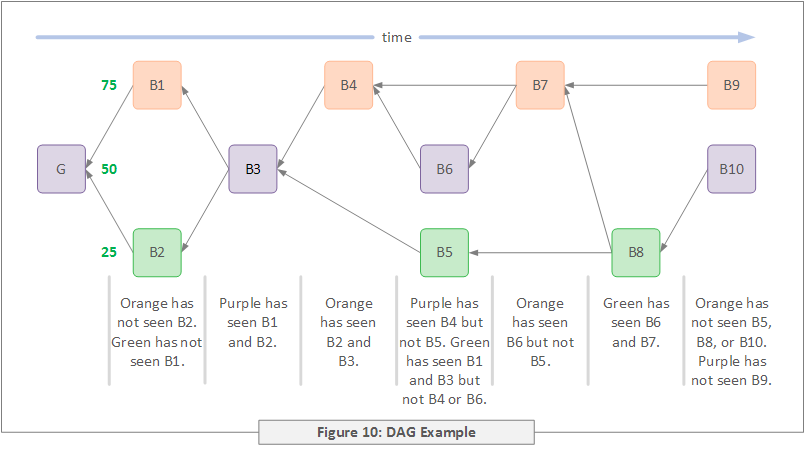 time
75
B1
B4
B7
B9
G
50
B3
B6
B10
25
B2
B5
B8
Orange has
not seen B2.
Green has not
seen B1.
Purple has
seen B1
and B2.
Orange
has seen
B2 and
B3.
Purple has
seen B4 but
not B5. Green
has seen B1
and B3 but
not B4 or B6.
Orange
has seen
B6 but not
B5.
Green has
seen B6
and B7.
Orange has
not seen B5,
B8, or B10.
Purple has
not seen B9.
Figure 10: DAG Example